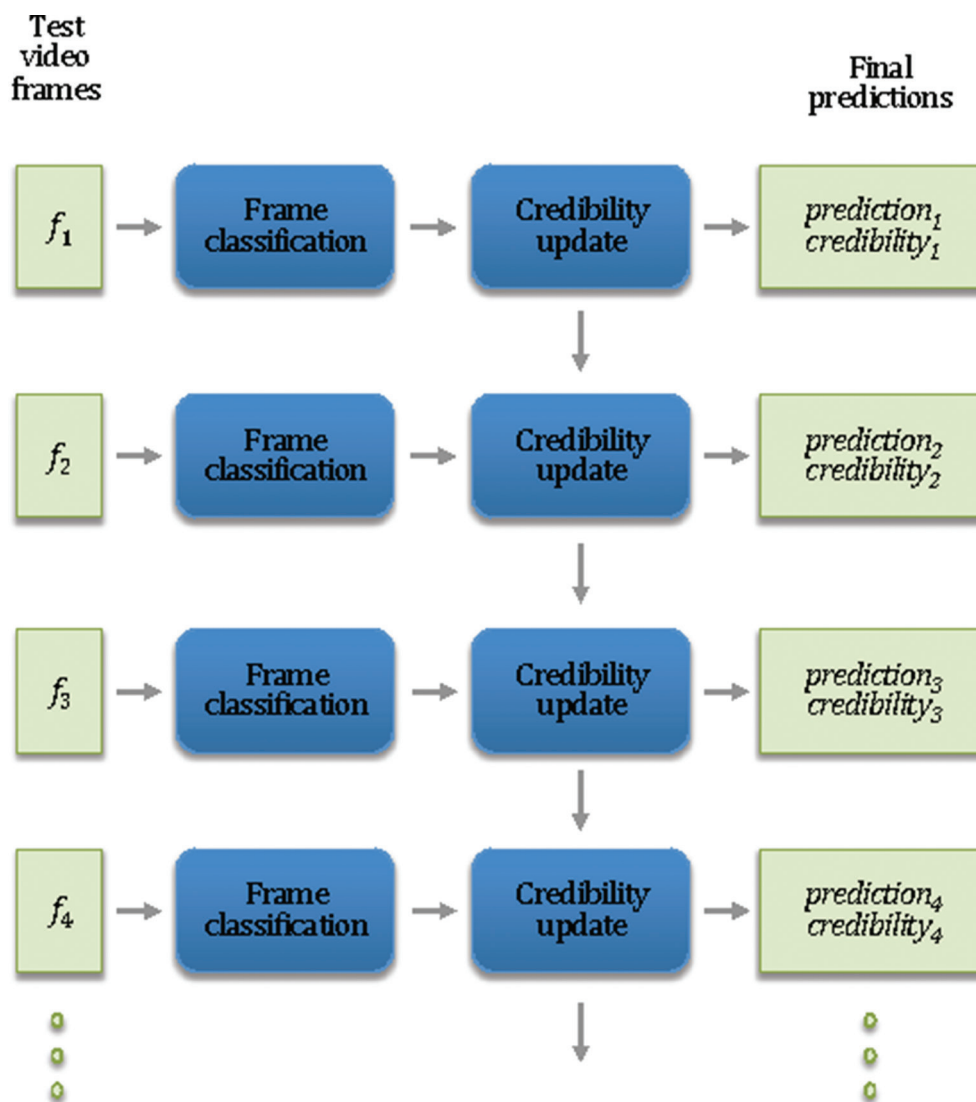 Test
video
frames
Final
predictions
f₁
Frame
classification
Credibility
update
prediction₁
credibility₁
f₂
Frame
classification
Credibility
update
prediction₂
credibility₂
f₃
Frame
classification
Credibility
update
prediction₃
credibility₃
f₄
Frame
classification
Credibility
update
prediction₄
credibility₄